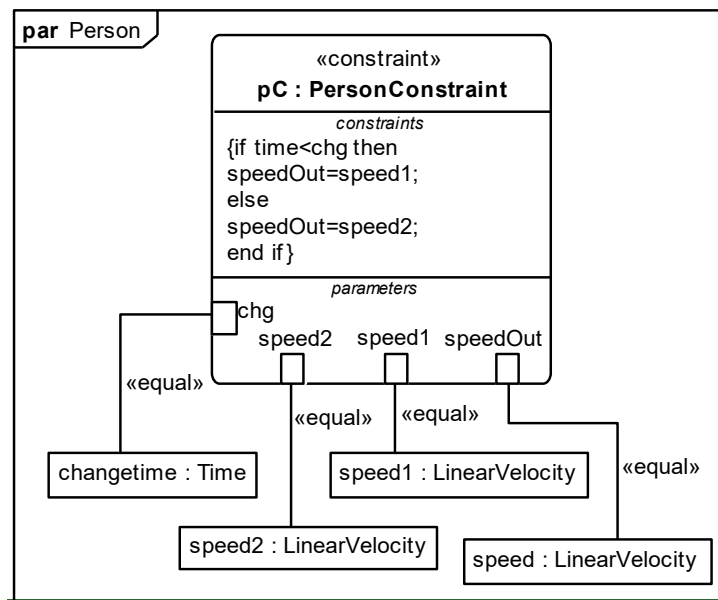 par Person
«constraint»
pC : PersonConstraint
constraints
{if time<chg then
speedOut=speed1;
else
speedOut=speed2;
end if}
parameters
chg
speed2 speed1 speedOut
«equal»
«equal»
«equal»
«equal»
changetime : Time
speed1 : LinearVelocity
speed2 : LinearVelocity
speed : LinearVelocity